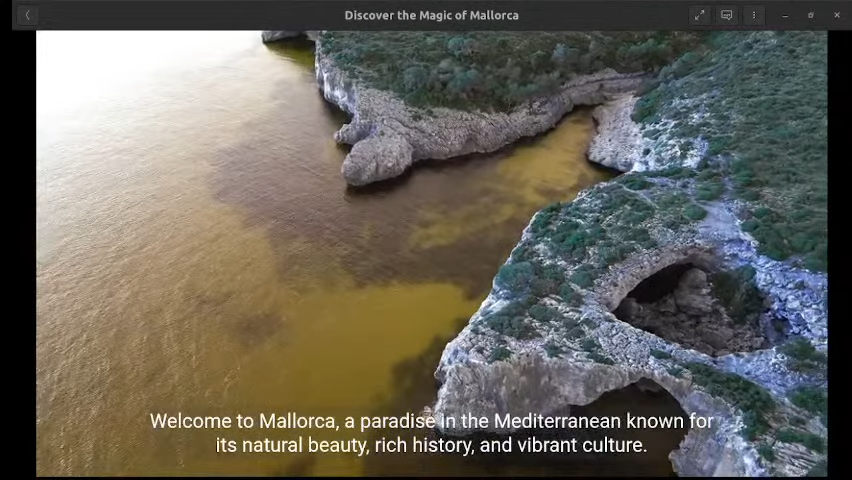 Discover the Magic of Mallorca
Welcome to Mallorca, a paradise in the Mediterranean known for
its natural beauty, rich history, and vibrant culture.